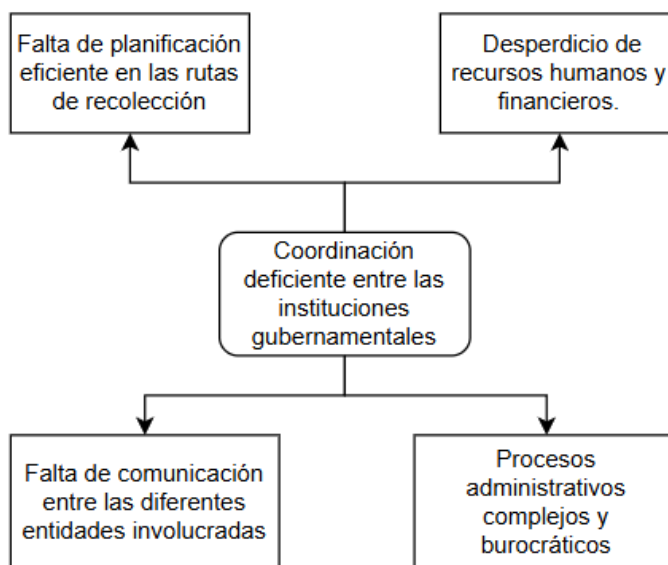 Falta de planificación
eficiente en las rutas
de recolección
Desperdicio de
recursos humanos y
financieros.
Coordinación
deficiente entre las
instituciones
gubernamentales
Falta de comunicación
entre las diferentes
entidades involucradas
Procesos
administrativos
complejos y
burocráticos